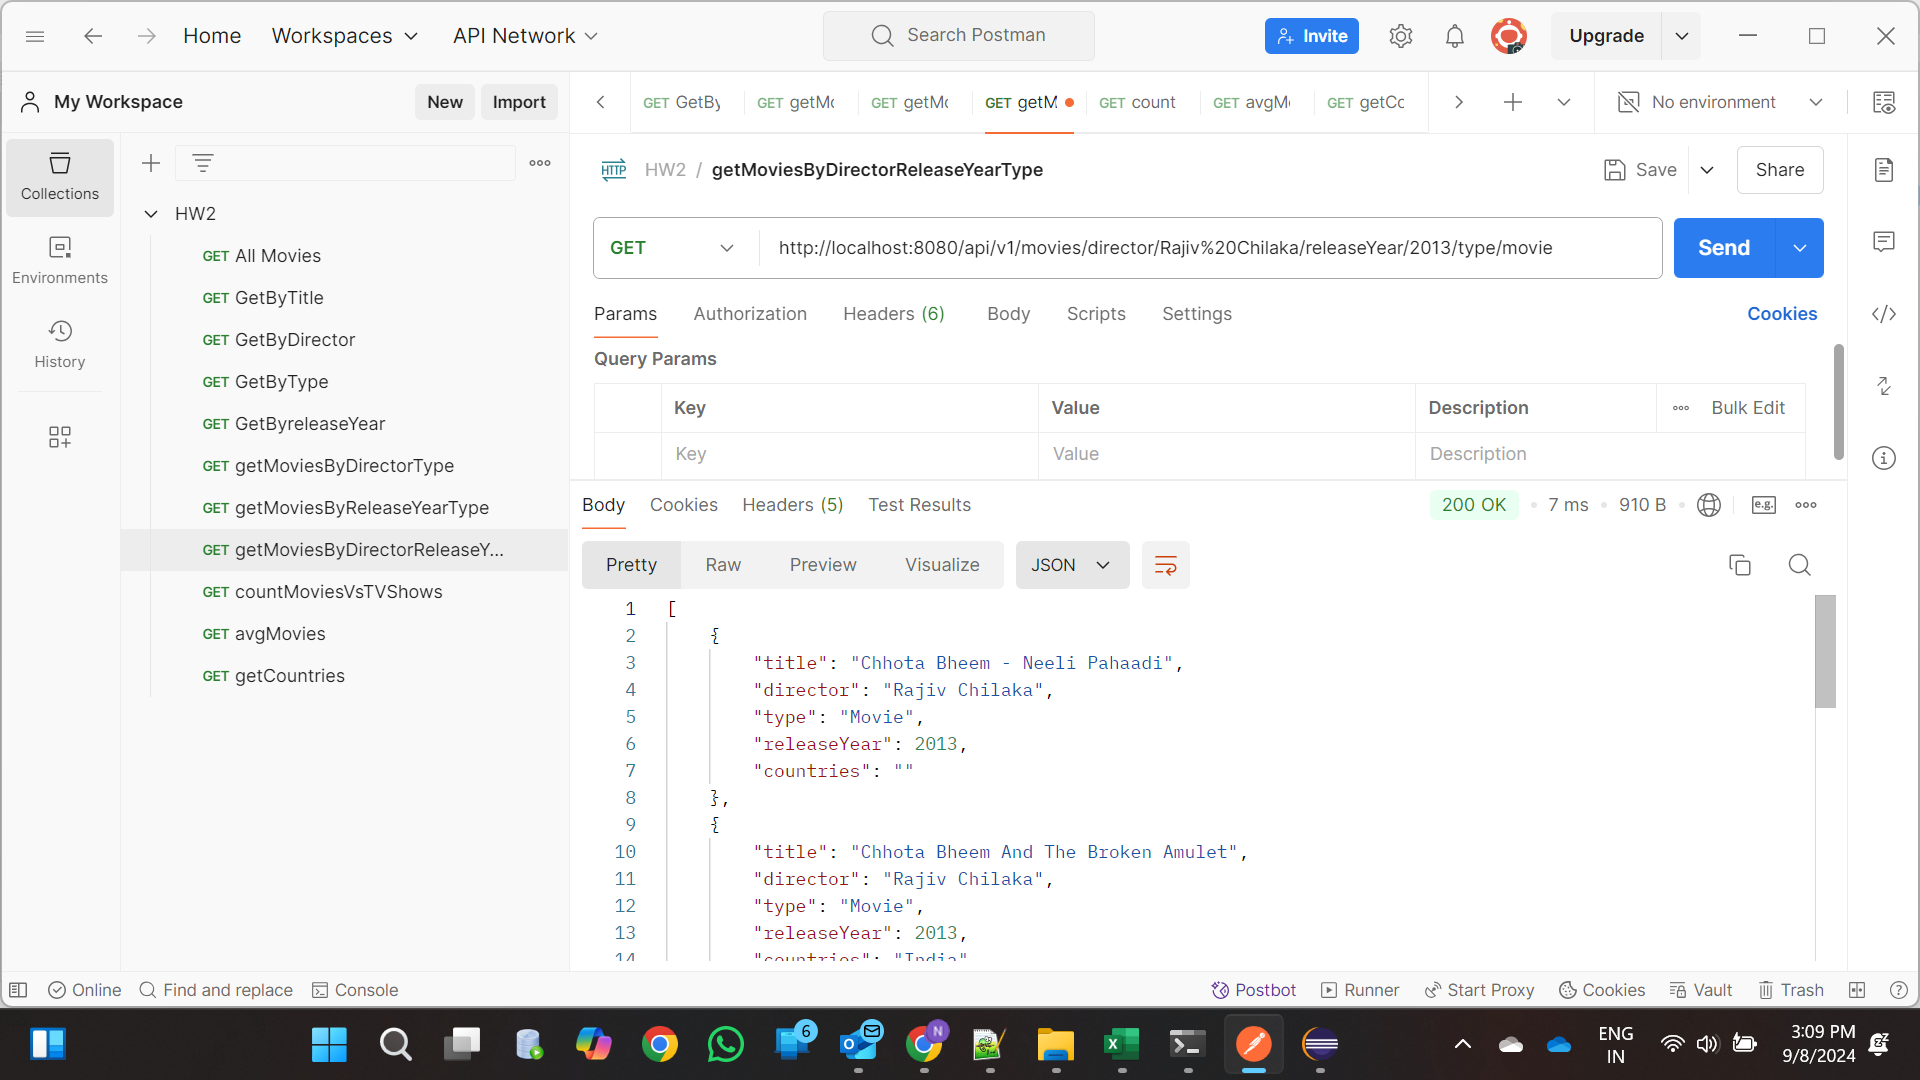 Home Workspaces API Network Search Postman Invite Upgrade
My Workspace New Import
GET GetBy GET getMo GET getMo GET getM GET count GET avgMo GET getCo No environment
Collections
Environments
History
HW2
GET All Movies
GET GetByTitle
GET GetByDirector
GET GetByType
GET GetByreleaseYear
GET getMoviesByDirectorType
GET getMoviesByReleaseYearType
GET getMoviesByDirectorReleaseY...
GET countMoviesVsTVShows
GET avgMovies
GET getCountries
HTTP HW2 / getMoviesByDirectorReleaseYearType Save Share
GET http://localhost:8080/api/v1/movies/director/Rajiv%20Chilaka/releaseYear/2013/type/movie Send
Params Authorization Headers (6) Body Scripts Settings Cookies
Query Params
Key Value Description Bulk Edit
Key Value Description
Body Cookies Headers (5) Test Results 200 OK 7 ms 910 B e.g.
Pretty Raw Preview Visualize JSON
1 [
2 {
3 "title": "Chhota Bheem - Neeli Pahaadi",
4 "director": "Rajiv Chilaka",
5 "type": "Movie",
6 "releaseYear": 2013,
7 "countries": ""
8 },
9 {
10 "title": "Chhota Bheem And The Broken Amulet",
11 "director": "Rajiv Chilaka",
12 "type": "Movie",
13 "releaseYear": 2013,
14 "countries": "India"
Online Find and replace Console Postbot Runner Start Proxy Cookies Vault Trash
6 N ENG
IN
3:09 PM
9/8/2024